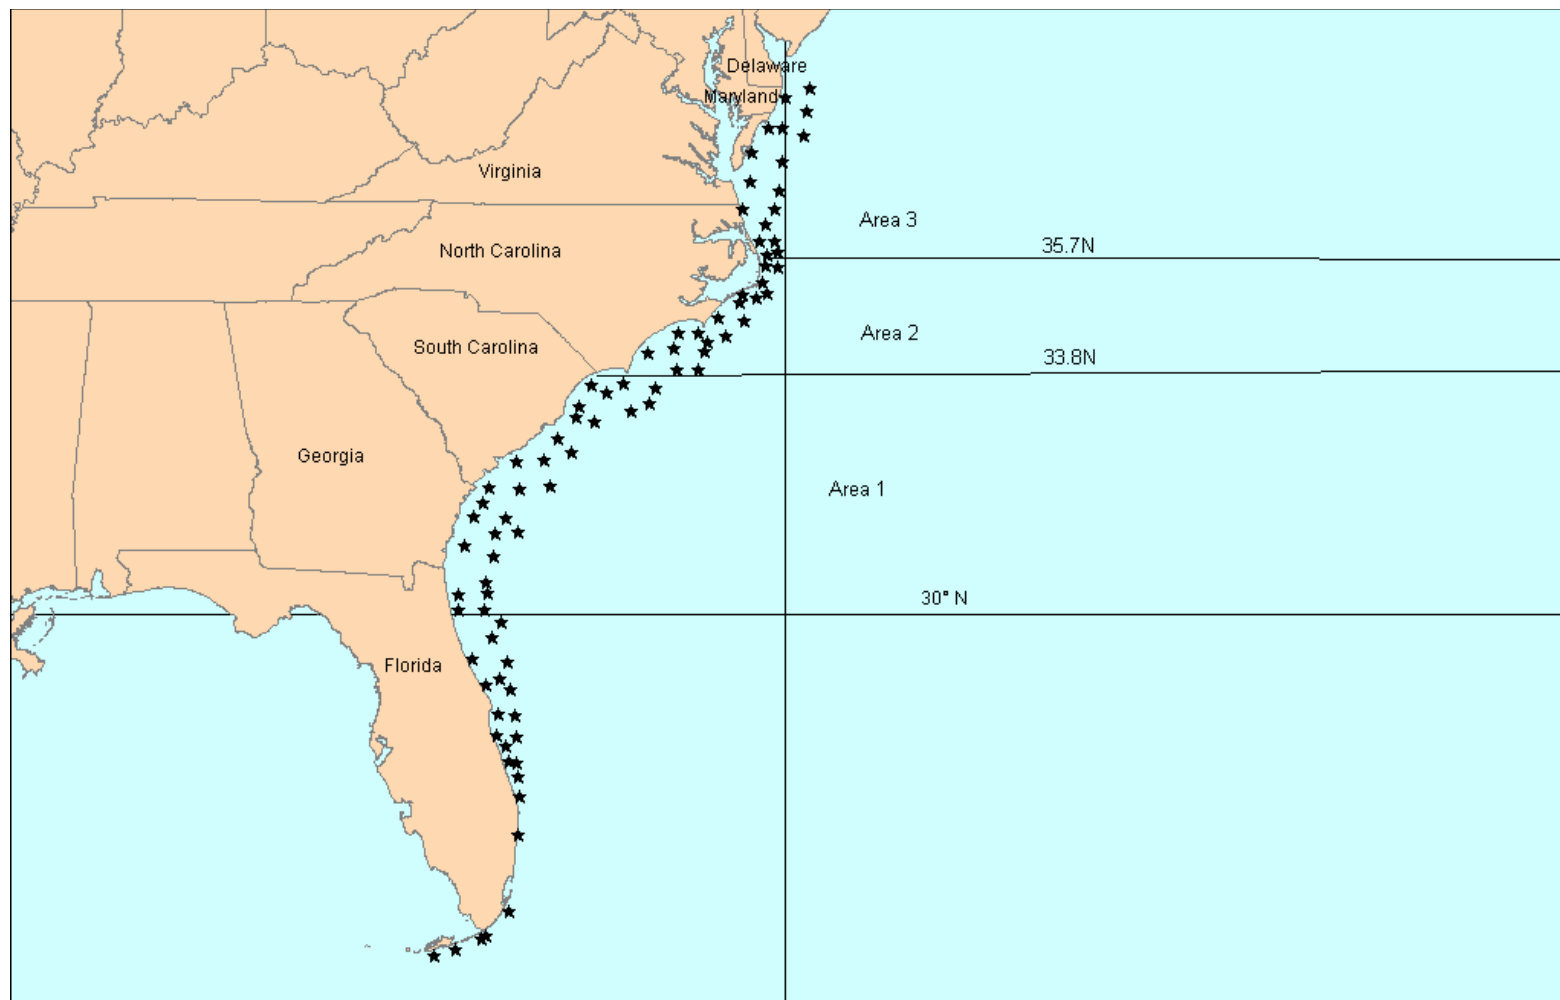 Delaware
Maryland
Virginia
Area 3
North Carolina
35.7N
Area 2
South Carolina
33.8N
Georgia
Area 1
30° N
Florida